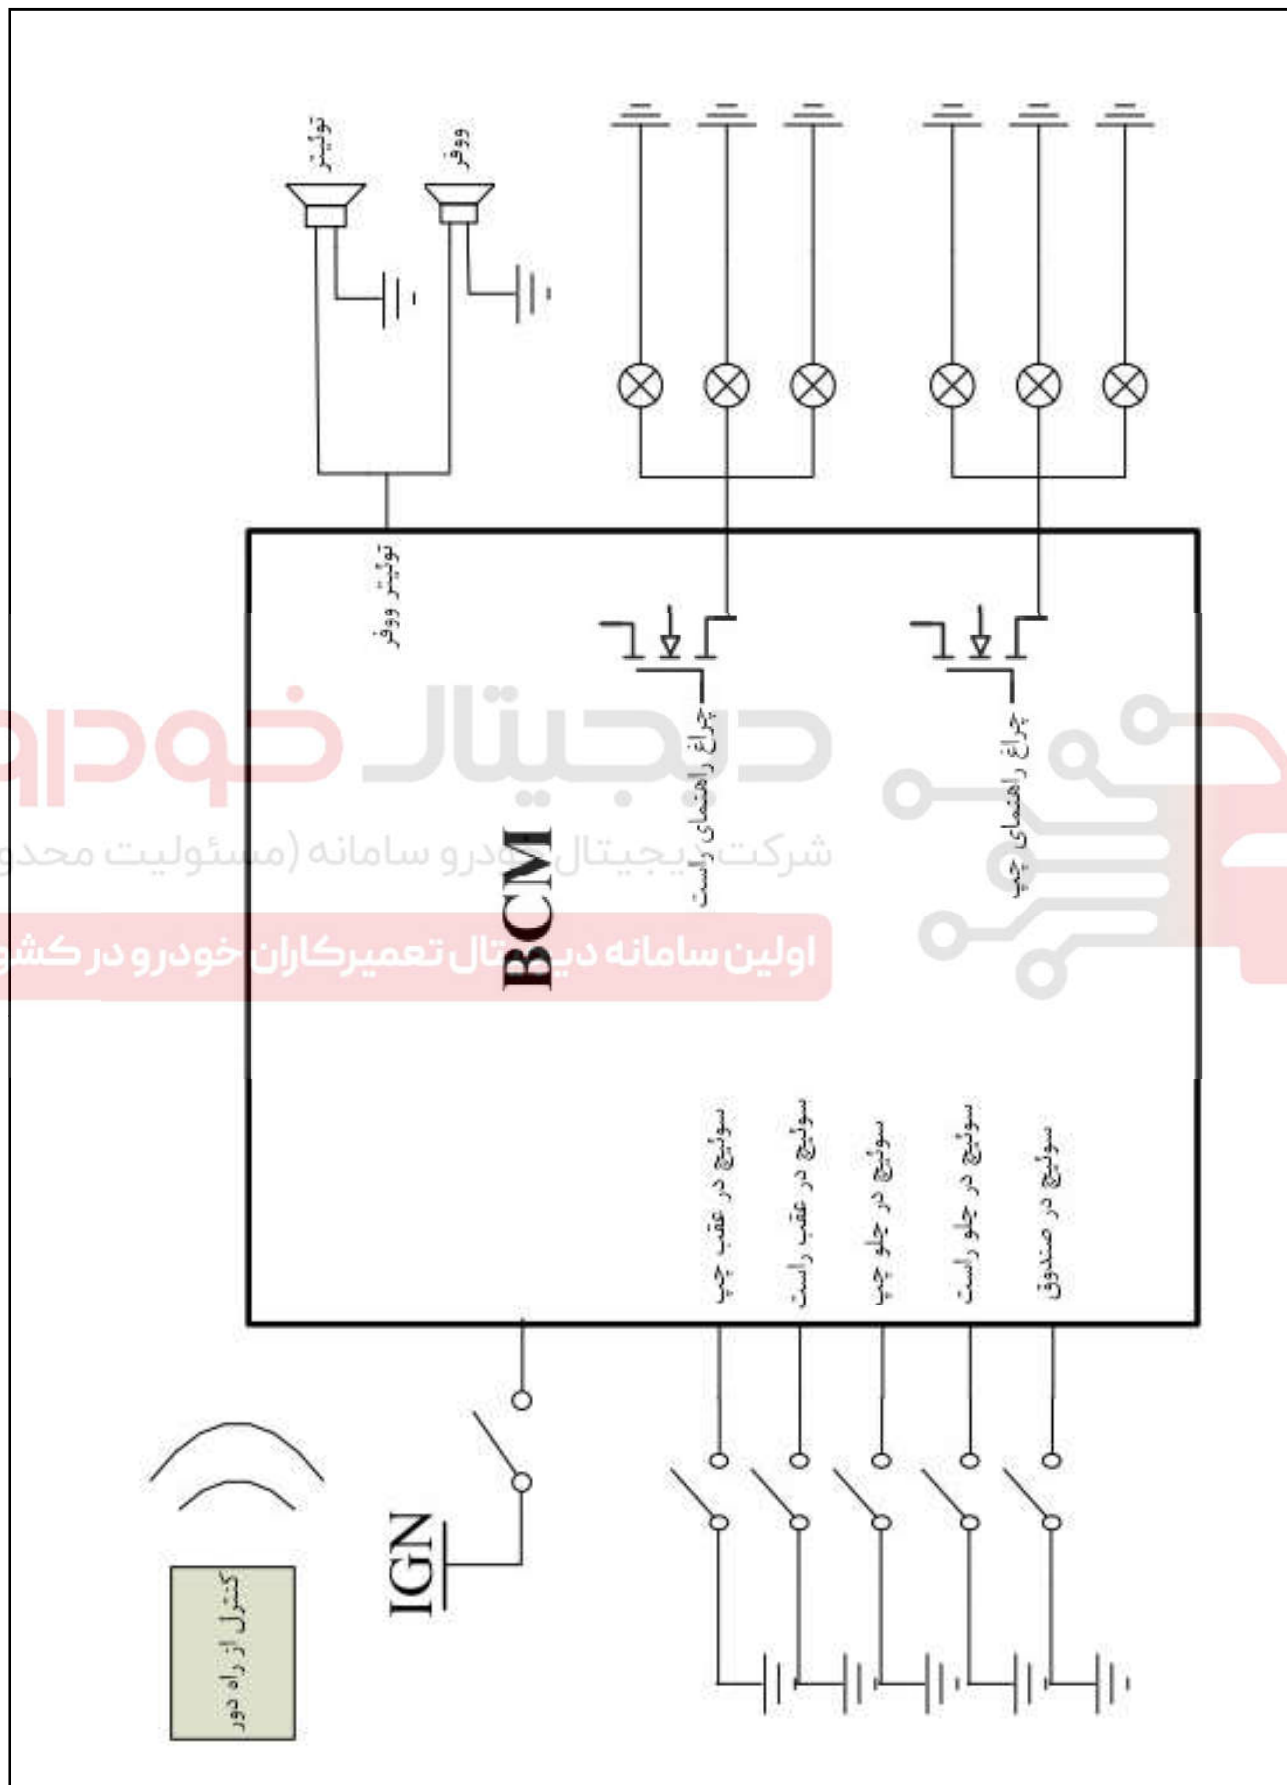 توئیتر
ووفر
توئیتر ووفر
چراغ راهنمای راست
چراغ راهنمای چپ
دیجیتال خودرو
شرکت دیجیتال خودرو سامانه (مسئولیت محدو
اولین سامانه دیجیتال تعمیرکاران خودرو در کشو
BCM
سوئیچ در عقب چپ
سوئیچ در عقب راست
سوئیچ در جلو چپ
سوئیچ در جلو راست
سوئیچ در صندوق
IGN
کنترل از راه دور